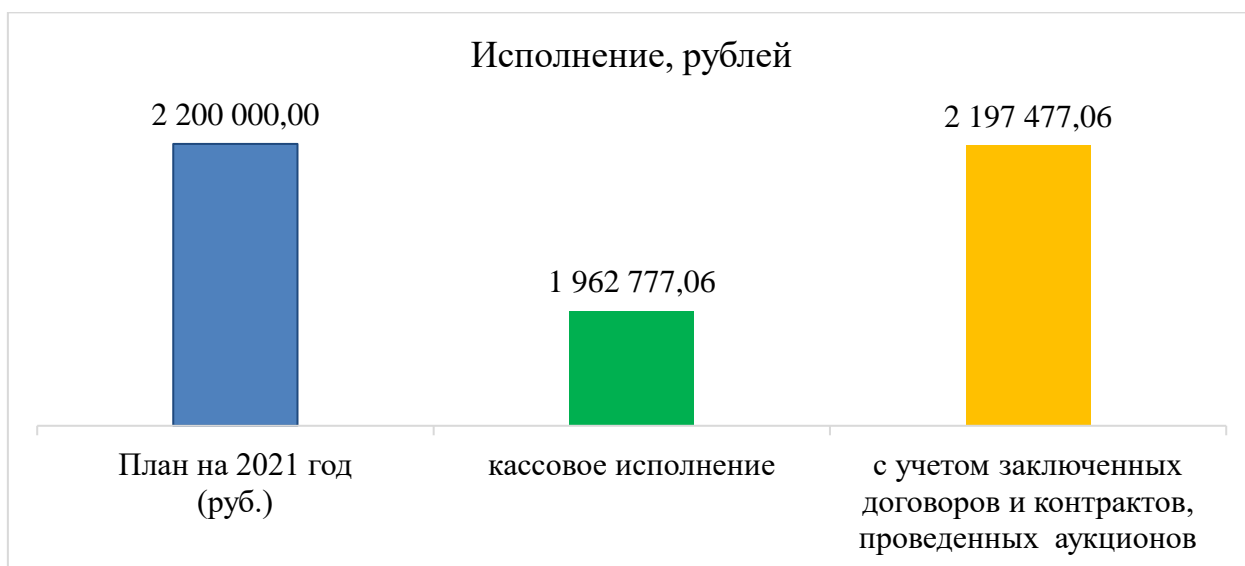 Исполнение, рублей
2 200 000,00
1 962 777,06
2 197 477,06
План на 2021 год
(руб.)
кассовое исполнение
с учетом заключенных
договоров и контрактов,
проведенных аукционов